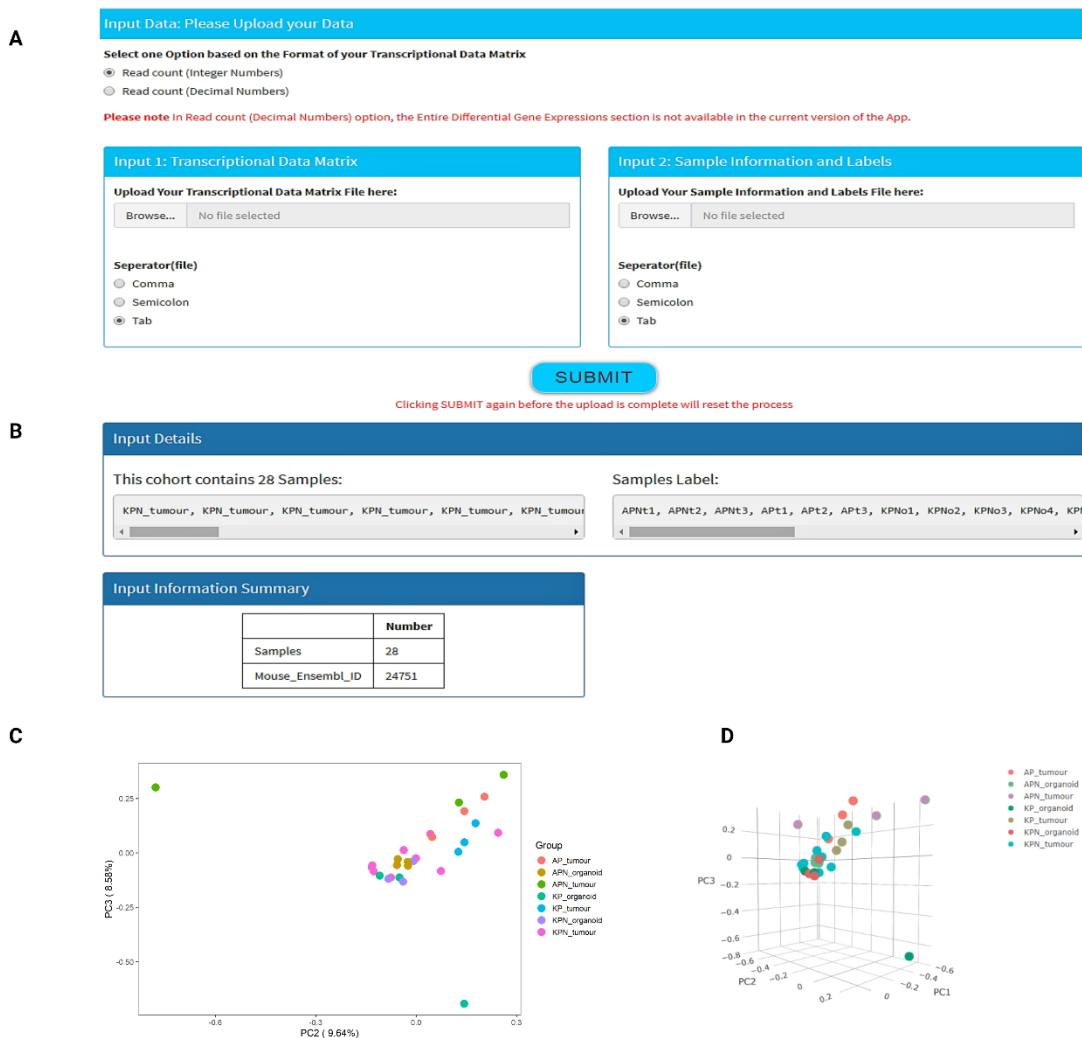 A
Input Data: Please Upload your Data
Select one Option based on the Format of your Transcriptional Data Matrix
Read count (Integer Numbers)
Read count (Decimal Numbers)
Please note In Read count (Decimal Numbers) option, the Entire Differential Gene Expressions section is not available in the current version of the App.
Input 1: Transcriptional Data Matrix
Upload Your Transcriptional Data Matrix File here:
Browse... No file selected
Seperator(file)
Comma
Semicolon
Tab
Input 2: Sample Information and Labels
Upload Your Sample Information and Labels File here:
Browse... No file selected
Seperator(file)
Comma
Semicolon
Tab
SUBMIT
Clicking SUBMIT again before the upload is complete will reset the process
B
Input Details
This cohort contains 28 Samples:
KPN_tumour, KPN_tumour, KPN_tumour, KPN_tumour, KPN_tumour, KPN_tumour
Samples Label:
APNt1, APNt2, APNt3, APt1, APt2, APt3, KPNo1, KPNo2, KPNo3, KPNo4, KPN
Input Information Summary
Number
Samples 28
Mouse_Ensembl_ID 24751
C
0.25
0.00
-0.25
-0.50
PC3 ( 8.58%)
-0.6 -0.3 0.0 0.3
PC2 ( 9.64%)
Group
AP_tumour
APN_organoid
APN_tumour
KP_organoid
KP_tumour
KPN_organoid
KPN_tumour
D
AP_tumour
APN_organoid
APN_tumour
KP_organoid
KP_tumour
KPN_organoid
KPN_tumour
0.2
0
−0.2
−0.4
−0.6
−0.8
PC3
−0.6
−0.4
−0.2
0
0.2
PC2
−0.6
−0.4
−0.2
0
PC1